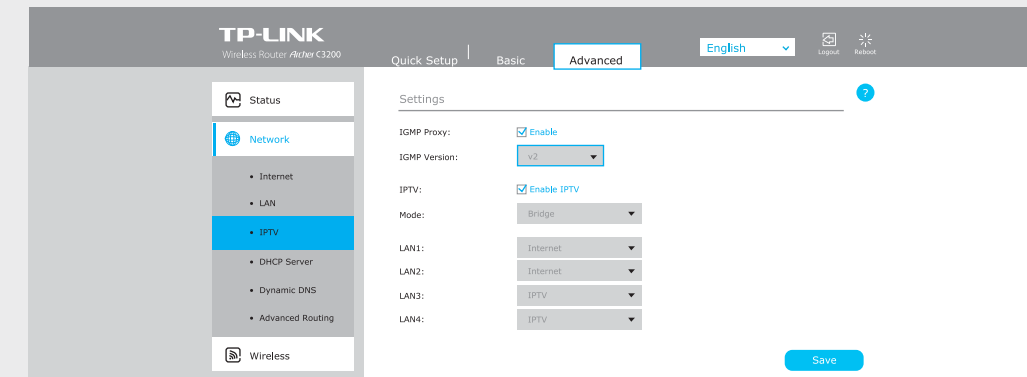 TP-LINK
Wireless Router Archer C3200
Quick Setup Basic Advanced
English
Logout Reboot
Status
Network
• Internet
• LAN
• IPTV
• DHCP Server
• Dynamic DNS
• Advanced Routing
Wireless
Settings
?
IGMP Proxy: Enable
IGMP Version: v2
IPTV: Enable IPTV
Mode: Bridge
LAN1: Internet
LAN2: Internet
LAN3: IPTV
LAN4: IPTV
Save